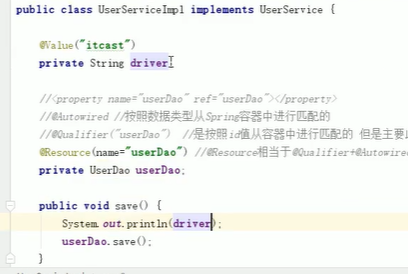 public class UserServiceImpl implements UserService {
@Value("itcast")
private String driver
//<property name="userDao" ref="userDao"></property>
//@Autowired //按照数据类型从Spring容器中进行匹配的
//@Qualifier("userDao") //是按照id值从容器中进行匹配的 但是主要
@Resource(name="userDao") //@Resource相当于@Qualifier+@Autowired
private UserDao userDao;
public void save() {
System.out.println(driver);
userDao.save();
}